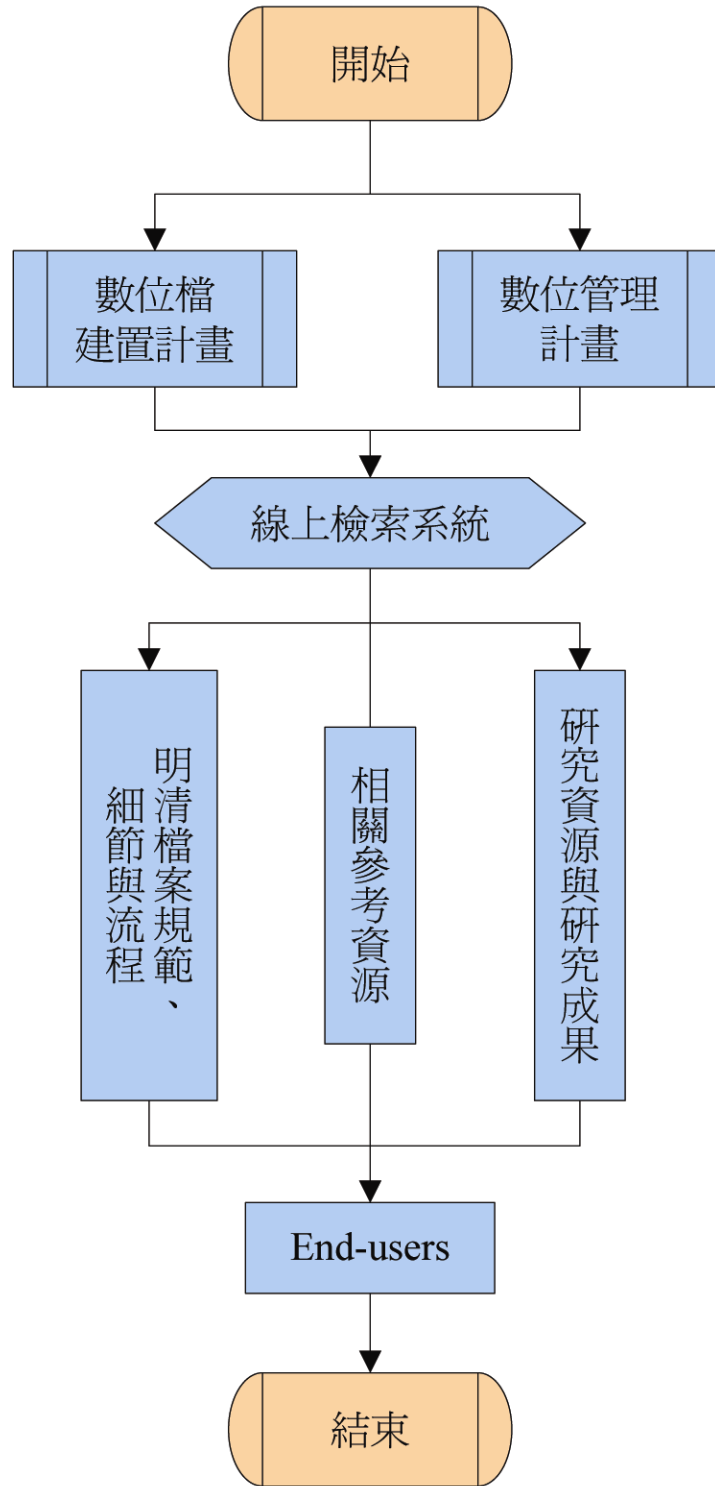 開始
數位檔
建置計畫
數位管理
計畫
線上檢索系統
明清檔案規範、
細節與流程
相關參考資源
研究資源與研究成果
End-users
結束